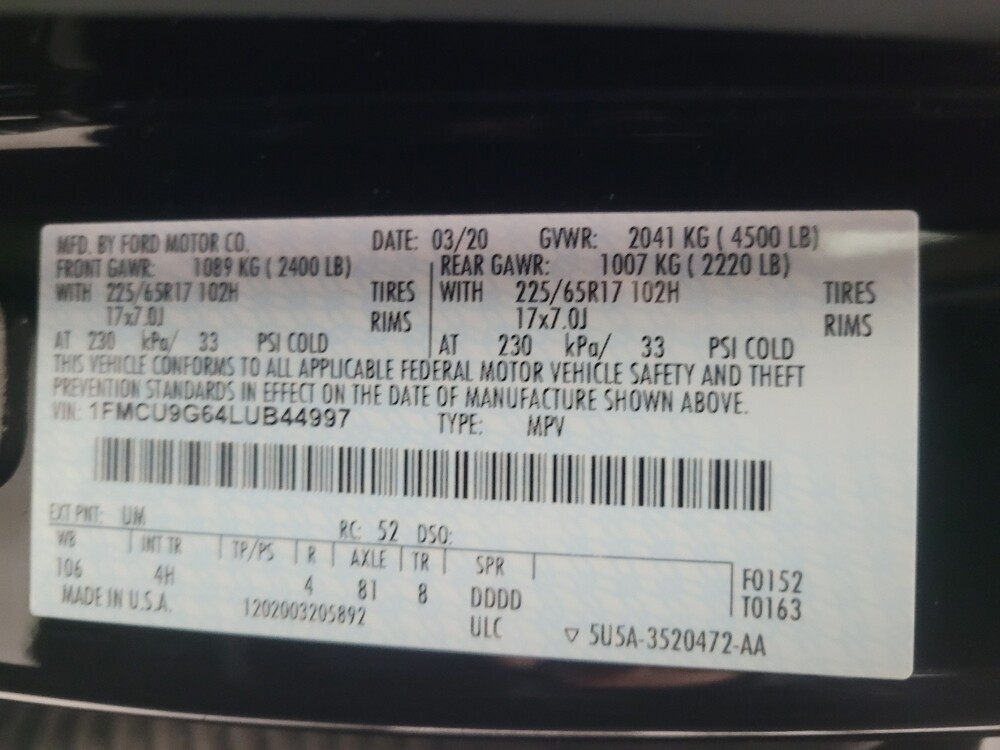 MFD. BY FORD MOTOR CO. DATE: 03/20 GVWR: 2041 KG ( 4500 LB)
FRONT GAWR: 1089 KG ( 2400 LB) REAR GAWR: 1007 KG ( 2220 LB)
WITH 225/65R17 102H TIRES WITH 225/65R17 102H TIRES
17x7.0J RIMS 17x7.0J RIMS
AT 230 kPa/ 33 PSI COLD AT 230 kPa/ 33 PSI COLD
THIS VEHICLE CONFORMS TO ALL APPLICABLE FEDERAL MOTOR VEHICLE SAFETY AND THEFT
PREVENTION STANDARDS IN EFFECT ON THE DATE OF MANUFACTURE SHOWN ABOVE.
VIN: 1FMCU9G64LUB44997 TYPE: MPV
EXT PNT: UM RC: 52 DSO:
WB INT TR TP/PS R AXLE TR SPR
106 4H 4 81 8 DDDD F0152
T0163
MADE IN U.S.A. 1202003205892 ULC ▽ 5U5A-3520472-AA